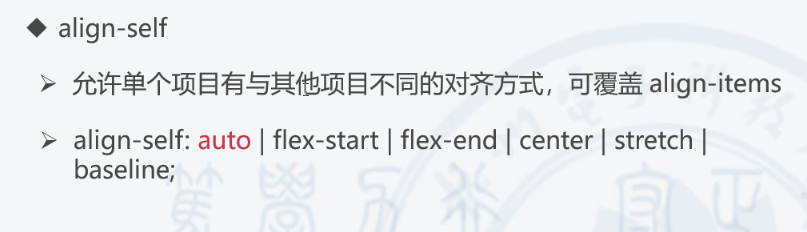 ◆ align-self
➢ 允许单个项目有与其他项目不同的对齐方式，可覆盖 align-items
➢ align-self: auto | flex-start | flex-end | center | stretch |
baseline;